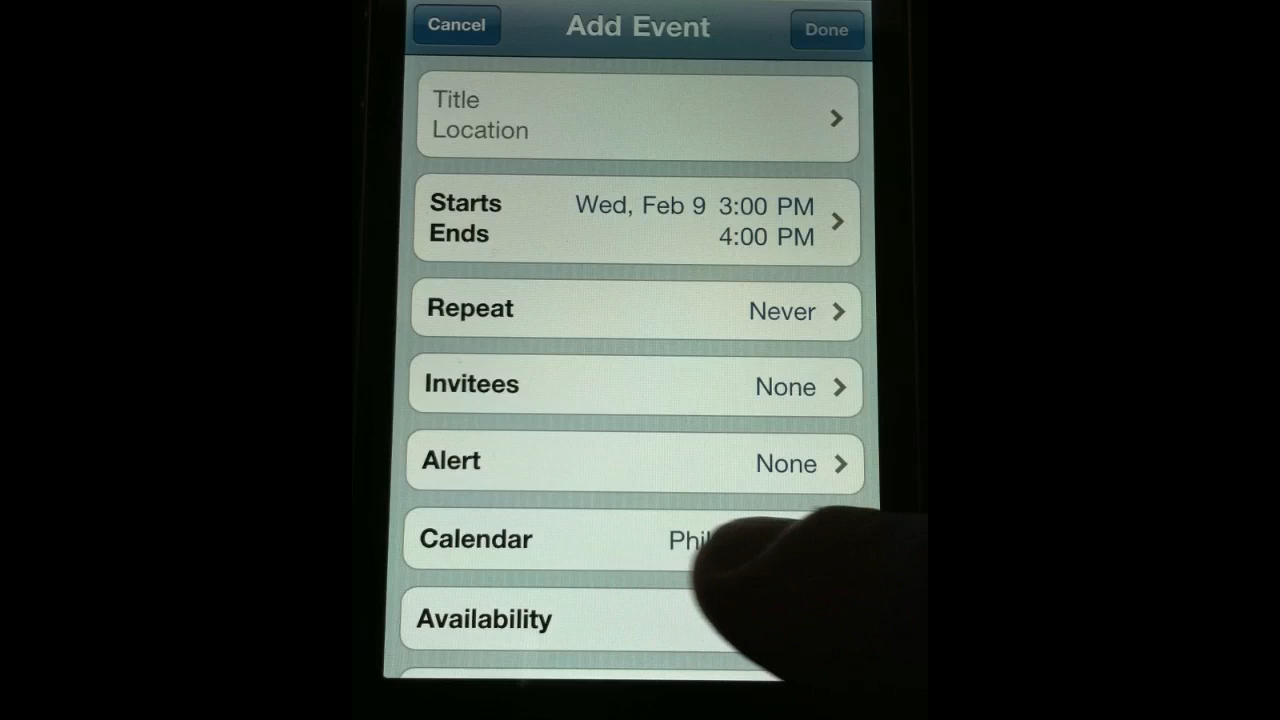 Cancel Add Event Done
Title
Location
Starts Wed, Feb 9 3:00 PM
Ends 4:00 PM
Repeat Never
Invitees None
Alert None
Calendar
Availability